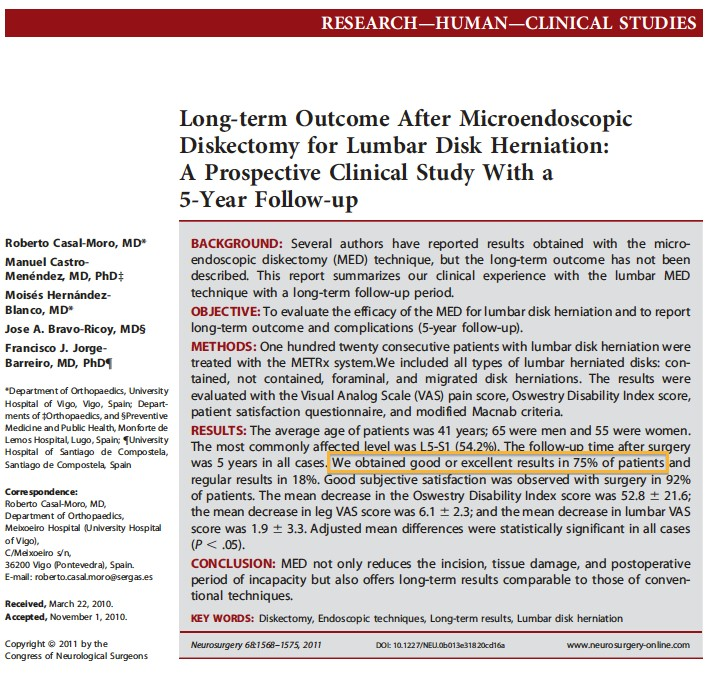 RESEARCH—HUMAN—CLINICAL STUDIES
Long-term Outcome After Microendoscopic
Diskectomy for Lumbar Disk Herniation:
A Prospective Clinical Study With a
5-Year Follow-up
Roberto Casal-Moro, MD*
Manuel Castro-
Menéndez, MD, PhD‡
Moisés Hernández-
Blanco, MD*
Jose A. Bravo-Ricoy, MD§
Francisco J. Jorge-
Barreiro, MD, PhD¶
*Department of Orthopaedics, University
Hospital of Vigo, Vigo, Spain; Depart-
ments of ‡Orthopaedics, and §Preventive
Medicine and Public Health, Monforte de
Lemos Hospital, Lugo, Spain; ¶University
Hospital of Santiago de Compostela,
Santiago de Compostela, Spain
Correspondence:
Roberto Casal-Moro, MD,
Department of Orthopaedics,
Meixoeiro Hospital (University Hospital
of Vigo),
C/Meixoeiro s/n,
36200 Vigo (Pontevedra), Spain.
E-mail: roberto.casal.moro@sergas.es
Received, March 22, 2010.
Accepted, November 1, 2010.
Copyright © 2011 by the
Congress of Neurological Surgeons
BACKGROUND: Several authors have reported results obtained with the micro-
endoscopic diskectomy (MED) technique, but the long-term outcome has not been
described. This report summarizes our clinical experience with the lumbar MED
technique with a long-term follow-up period.
OBJECTIVE: To evaluate the efficacy of the MED for lumbar disk herniation and to report
long-term outcome and complications (5-year follow-up).
METHODS: One hundred twenty consecutive patients with lumbar disk herniation were
treated with the METRx system.We included all types of lumbar herniated disks: con-
tained, not contained, foraminal, and migrated disk herniations. The results were
evaluated with the Visual Analog Scale (VAS) pain score, Oswestry Disability Index score,
patient satisfaction questionnaire, and modified Macnab criteria.
RESULTS: The average age of patients was 41 years; 65 were men and 55 were women.
The most commonly affected level was L5-S1 (54.2%). The follow-up time after surgery
was 5 years in all cases. We obtained good or excellent results in 75% of patients and
regular results in 18%. Good subjective satisfaction was observed with surgery in 92%
of patients. The mean decrease in the Oswestry Disability Index score was 52.8 ± 21.6;
the mean decrease in leg VAS score was 6.1 ± 2.3; and the mean decrease in lumbar VAS
score was 1.9 ± 3.3. Adjusted mean differences were statistically significant in all cases
(P < .05).
CONCLUSION: MED not only reduces the incision, tissue damage, and postoperative
period of incapacity but also offers long-term results comparable to those of conven-
tional techniques.
KEY WORDS: Diskectomy, Endoscopic techniques, Long-term results, Lumbar disk herniation
Neurosurgery 68:1568–1575, 2011 DOI: 10.1227/NEU.0b013e31820cd16a www.neurosurgery-online.com